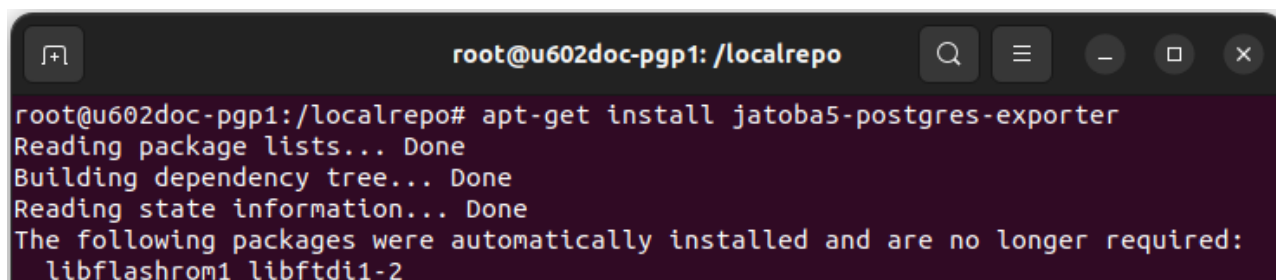 root@u602doc-pgp1: /localrepo
root@u602doc-pgp1:/localrepo# apt-get install jatoba5-postgres-exporter
Reading package lists... Done
Building dependency tree... Done
Reading state information... Done
The following packages were automatically installed and are no longer required:
  libflashrom1 libftdi1-2